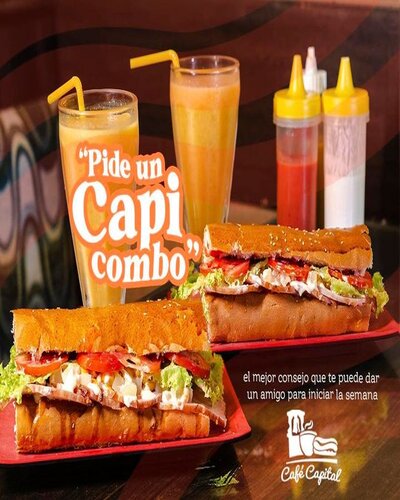 “Pide un
Capi
combo”
el mejor consejo que te puede dar
un amigo para iniciar la semana
Café Capital